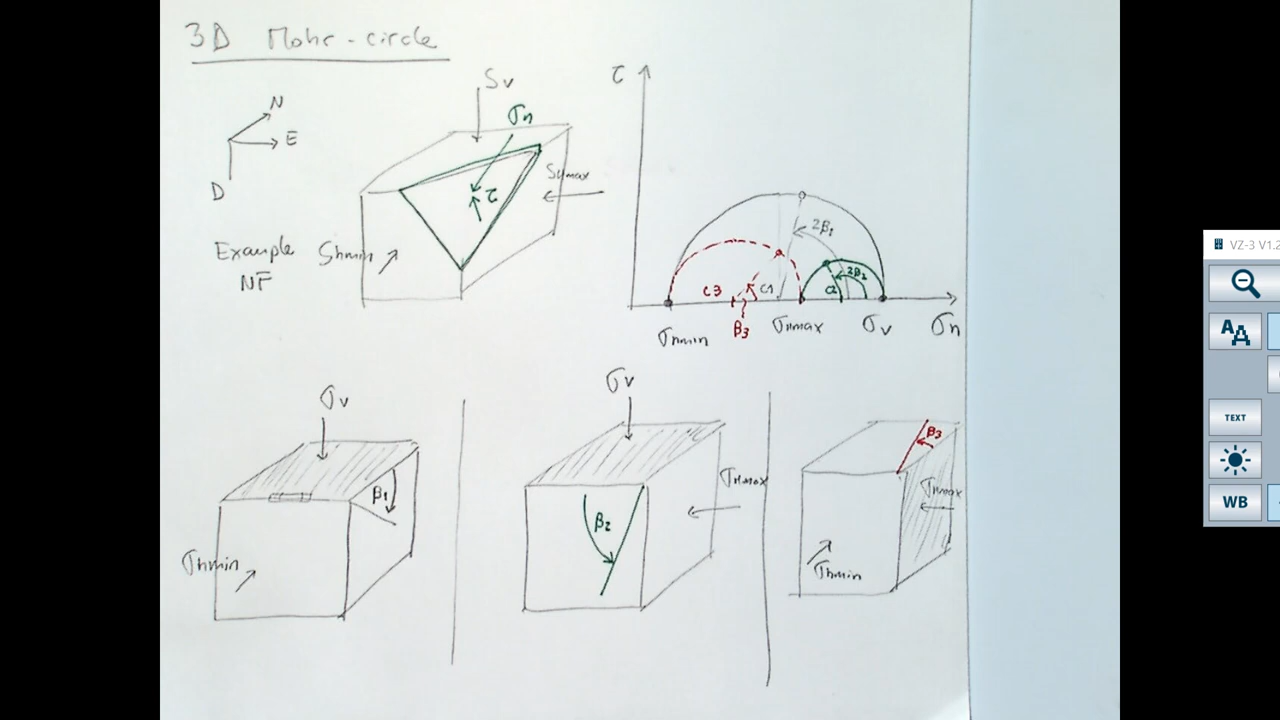 3D Mohr-circle
N
E
D
Example
NF
Sv
σn
SHmax
τ
Shmin
τ
2β1
2β2
C3
C1
C2
β3
σhmin
σHmax
σv
σn
σv
β1
σhmin
σv
σHmax
β2
β3
σHmax
σhmin
VZ-3 V1.2
AA
TEXT
WB